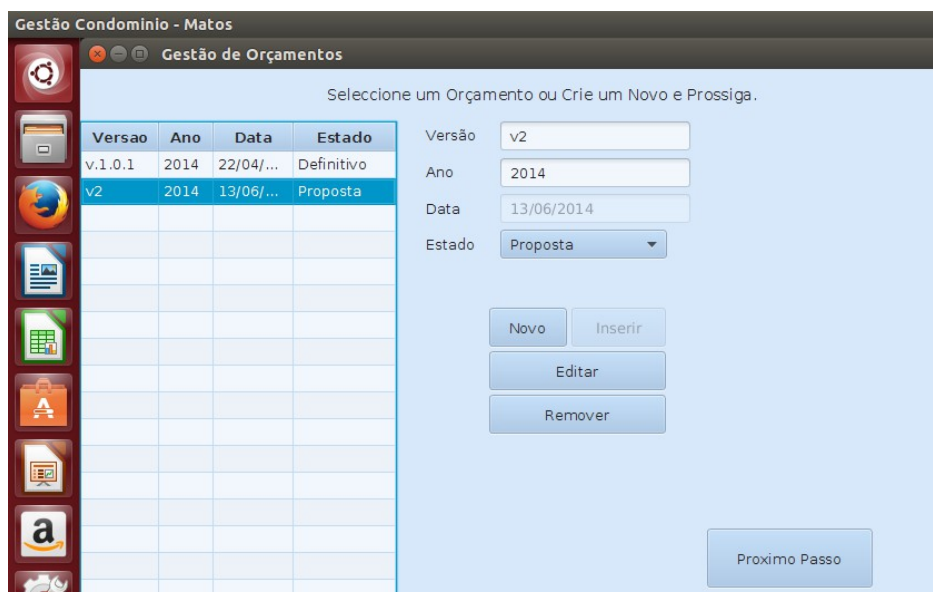 Gestão Condominio - Matos
Gestão de Orçamentos
Seleccione um Orçamento ou Crie um Novo e Prossiga.
Versao Ano Data Estado
v.1.0.1 2014 22/04/... Definitivo
v2 2014 13/06/... Proposta
Versão v2
Ano 2014
Data 13/06/2014
Estado Proposta
Novo Inserir
Editar
Remover
Proximo Passo